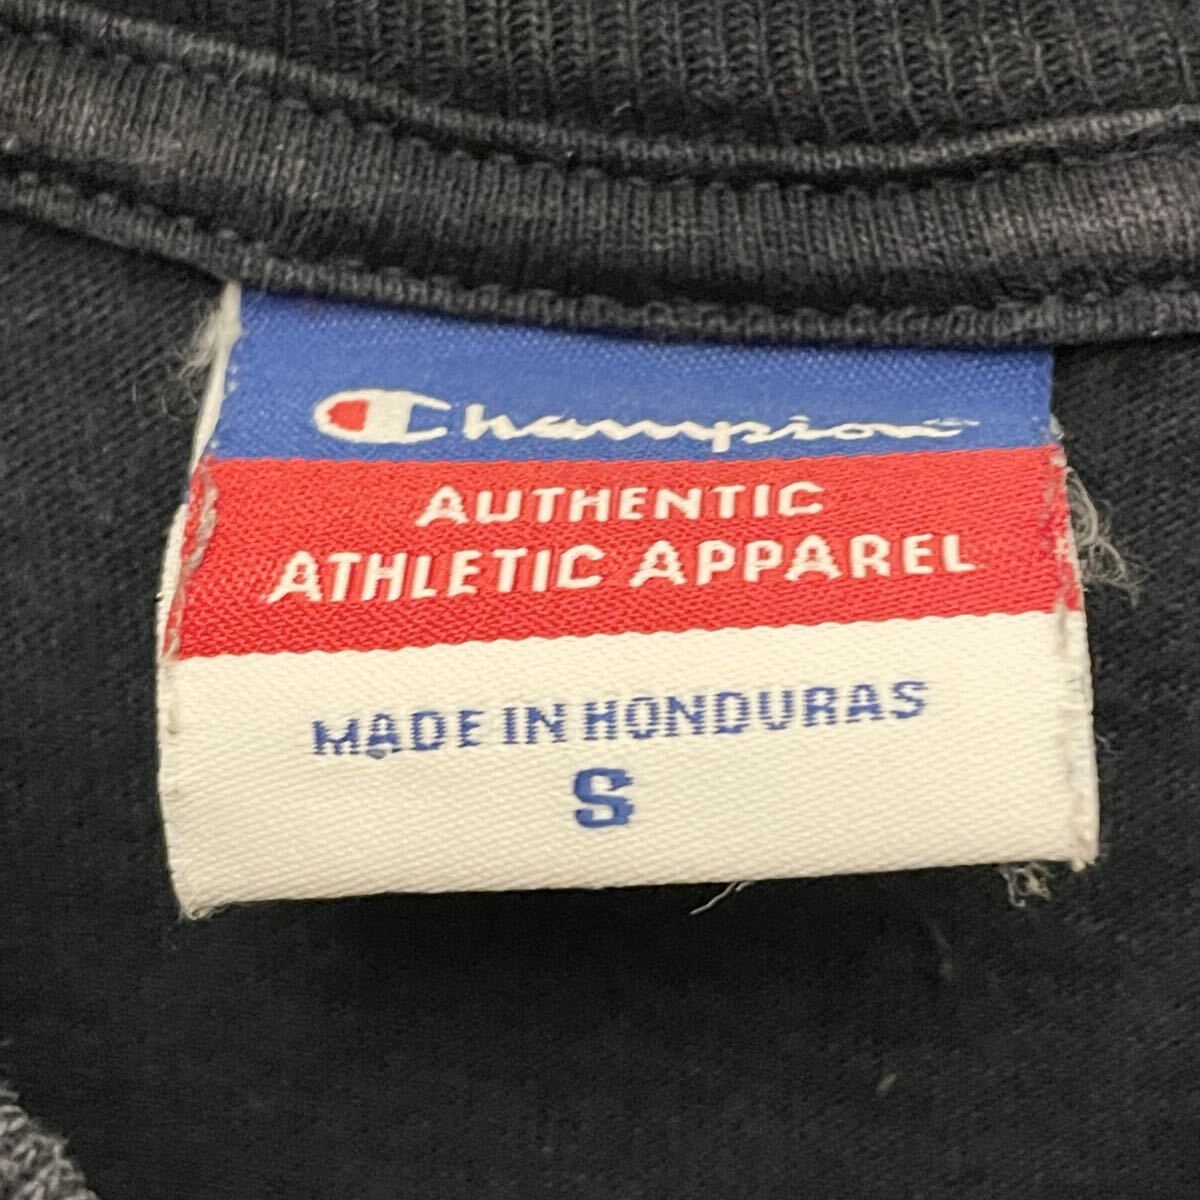 Champion
AUTHENTIC
ATHLETIC APPAREL
MADE IN HONDURAS
S